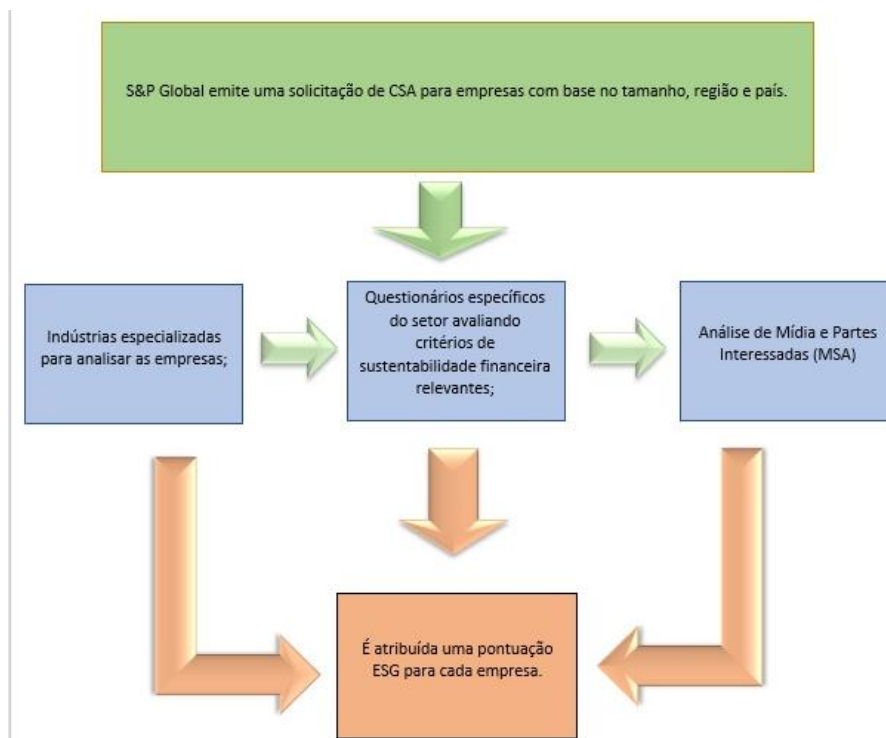 S&P Global emite uma solicitação de CSA para empresas com base no tamanho, região e país.
Indústrias especializadas
para analisar as empresas;
Questionários específicos
do setor avaliando
critérios de
sustentabilidade financeira
relevantes;
Análise de Mídia e Partes
Interessadas (MSA)
É atribuída uma pontuação
ESG para cada empresa.